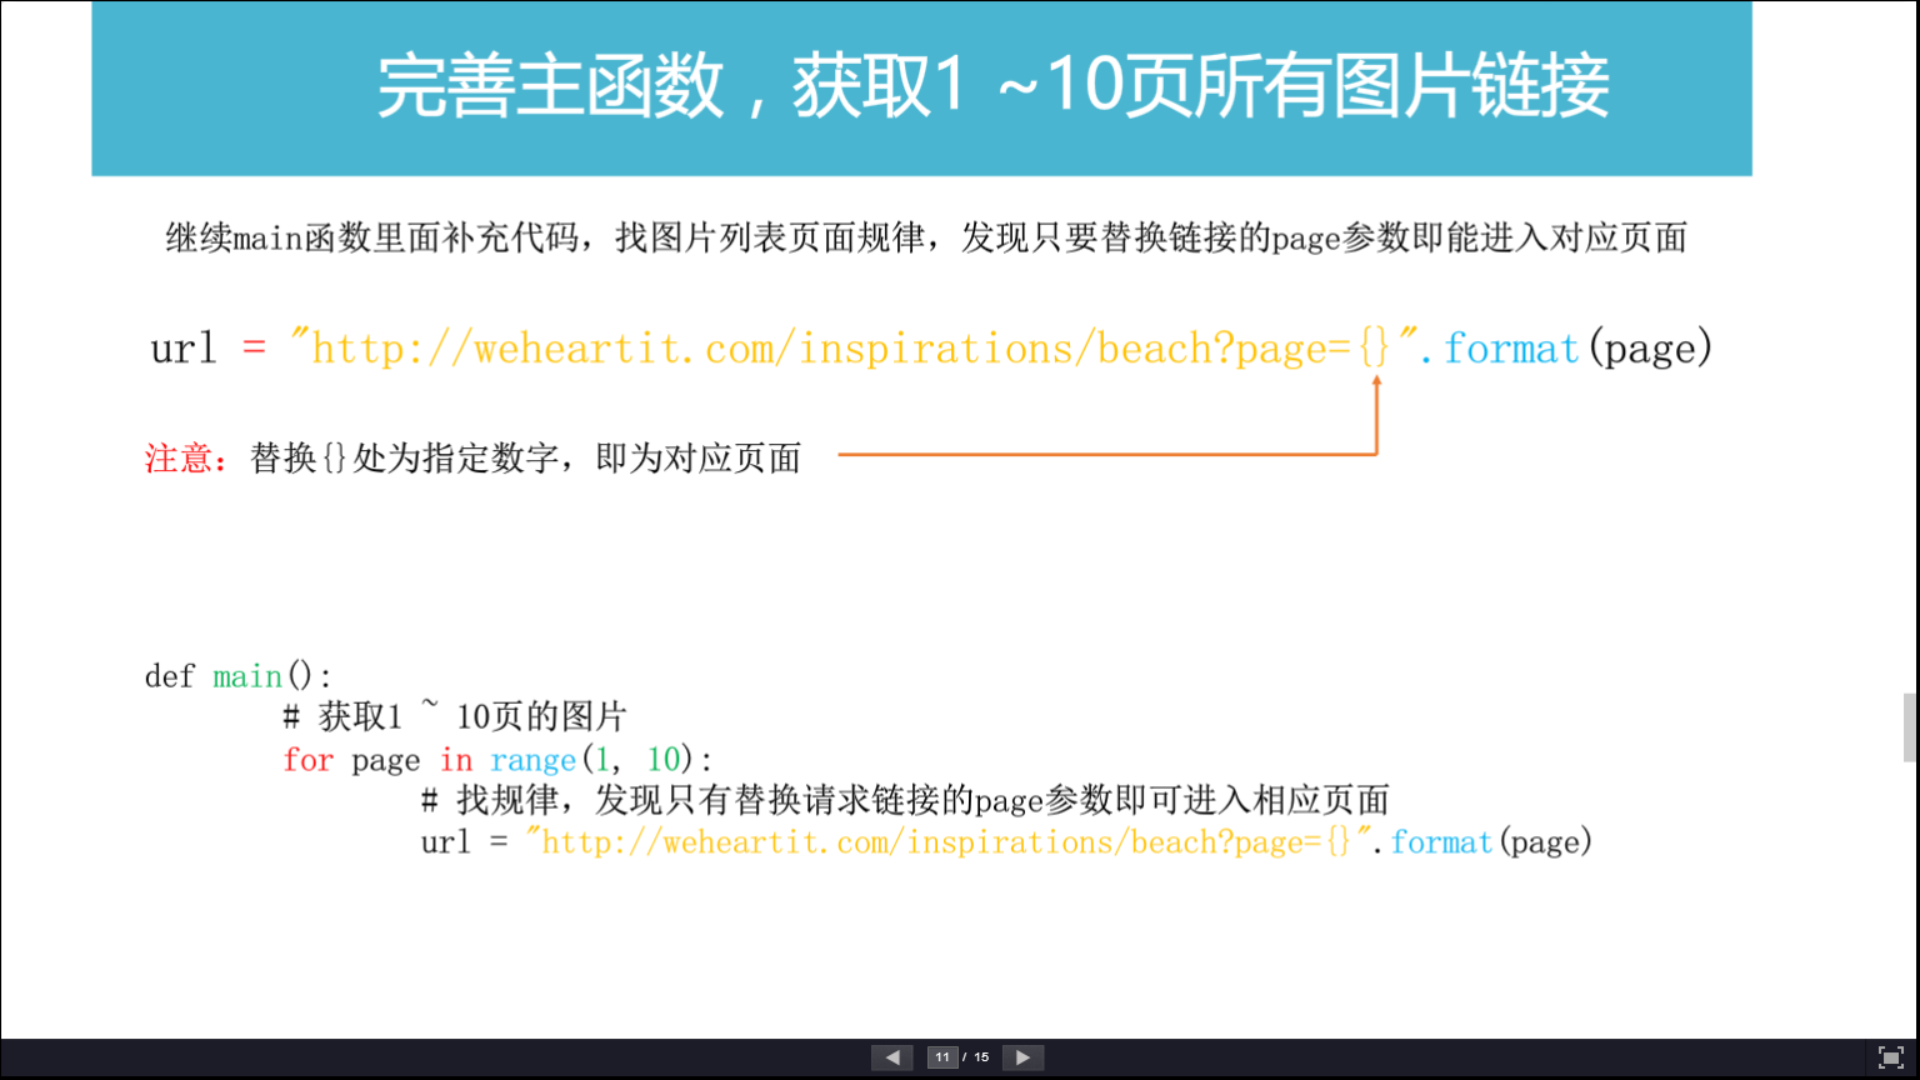 完善主函数，获取1 ~10页所有图片链接
继续main函数里面补充代码，找图片列表页面规律，发现只要替换链接的page参数即能进入对应页面
url = "http://weheartit.com/inspirations/beach?page={}".format(page)
注意：替换{}处为指定数字，即为对应页面
def main():
# 获取1 ~ 10页的图片
for page in range(1, 10):
# 找规律，发现只有替换请求链接的page参数即可进入相应页面
url = "http://weheartit.com/inspirations/beach?page={}".format(page)
11 / 15